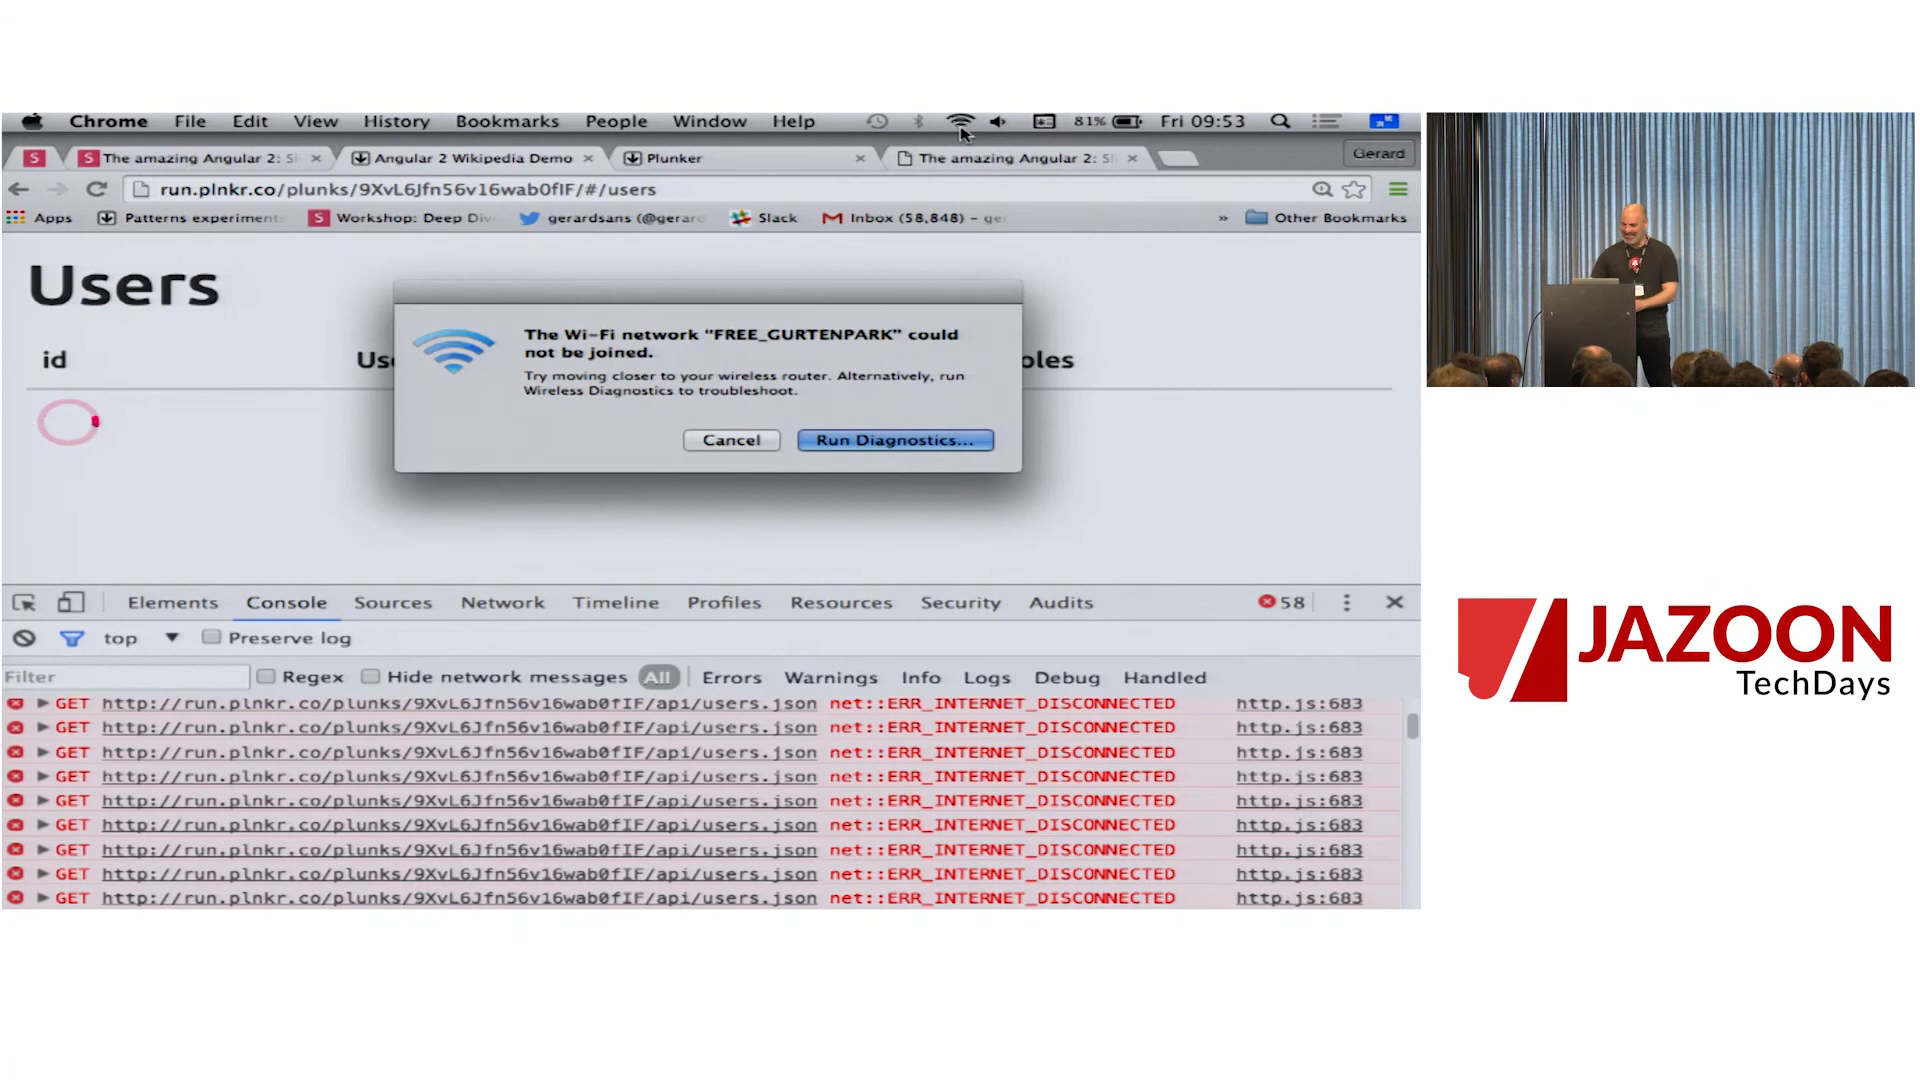 Chrome File Edit View History Bookmarks People Window Help 81% Fri 09:53
S
S The amazing Angular 2: Sl
Angular 2 Wikipedia Demo
Plunker
The amazing Angular 2: Sl
Gerard
run.plnkr.co/plunks/9XvL6Jfn56v16wab0fIF/#/users
Apps Patterns experiment S Workshop: Deep Div gerardsans (@gerard Slack Inbox (58,848) – ge » Other Bookmarks
Users
id Use oles
The Wi-Fi network “FREE_GURTENPARK” could
not be joined.
Try moving closer to your wireless router. Alternatively, run
Wireless Diagnostics to troubleshoot.
Cancel Run Diagnostics...
Elements Console Sources Network Timeline Profiles Resources Security Audits 58
top Preserve log
Filter Regex Hide network messages All Errors Warnings Info Logs Debug Handled
GET http://run.plnkr.co/plunks/9XvL6Jfn56v16wab0fIF/api/users.json net::ERR_INTERNET_DISCONNECTED http.js:683
GET http://run.plnkr.co/plunks/9XvL6Jfn56v16wab0fIF/api/users.json net::ERR_INTERNET_DISCONNECTED http.js:683
GET http://run.plnkr.co/plunks/9XvL6Jfn56v16wab0fIF/api/users.json net::ERR_INTERNET_DISCONNECTED http.js:683
GET http://run.plnkr.co/plunks/9XvL6Jfn56v16wab0fIF/api/users.json net::ERR_INTERNET_DISCONNECTED http.js:683
GET http://run.plnkr.co/plunks/9XvL6Jfn56v16wab0fIF/api/users.json net::ERR_INTERNET_DISCONNECTED http.js:683
GET http://run.plnkr.co/plunks/9XvL6Jfn56v16wab0fIF/api/users.json net::ERR_INTERNET_DISCONNECTED http.js:683
GET http://run.plnkr.co/plunks/9XvL6Jfn56v16wab0fIF/api/users.json net::ERR_INTERNET_DISCONNECTED http.js:683
GET http://run.plnkr.co/plunks/9XvL6Jfn56v16wab0fIF/api/users.json net::ERR_INTERNET_DISCONNECTED http.js:683
GET http://run.plnkr.co/plunks/9XvL6Jfn56v16wab0fIF/api/users.json net::ERR_INTERNET_DISCONNECTED http.js:683
JAZOON
TechDays